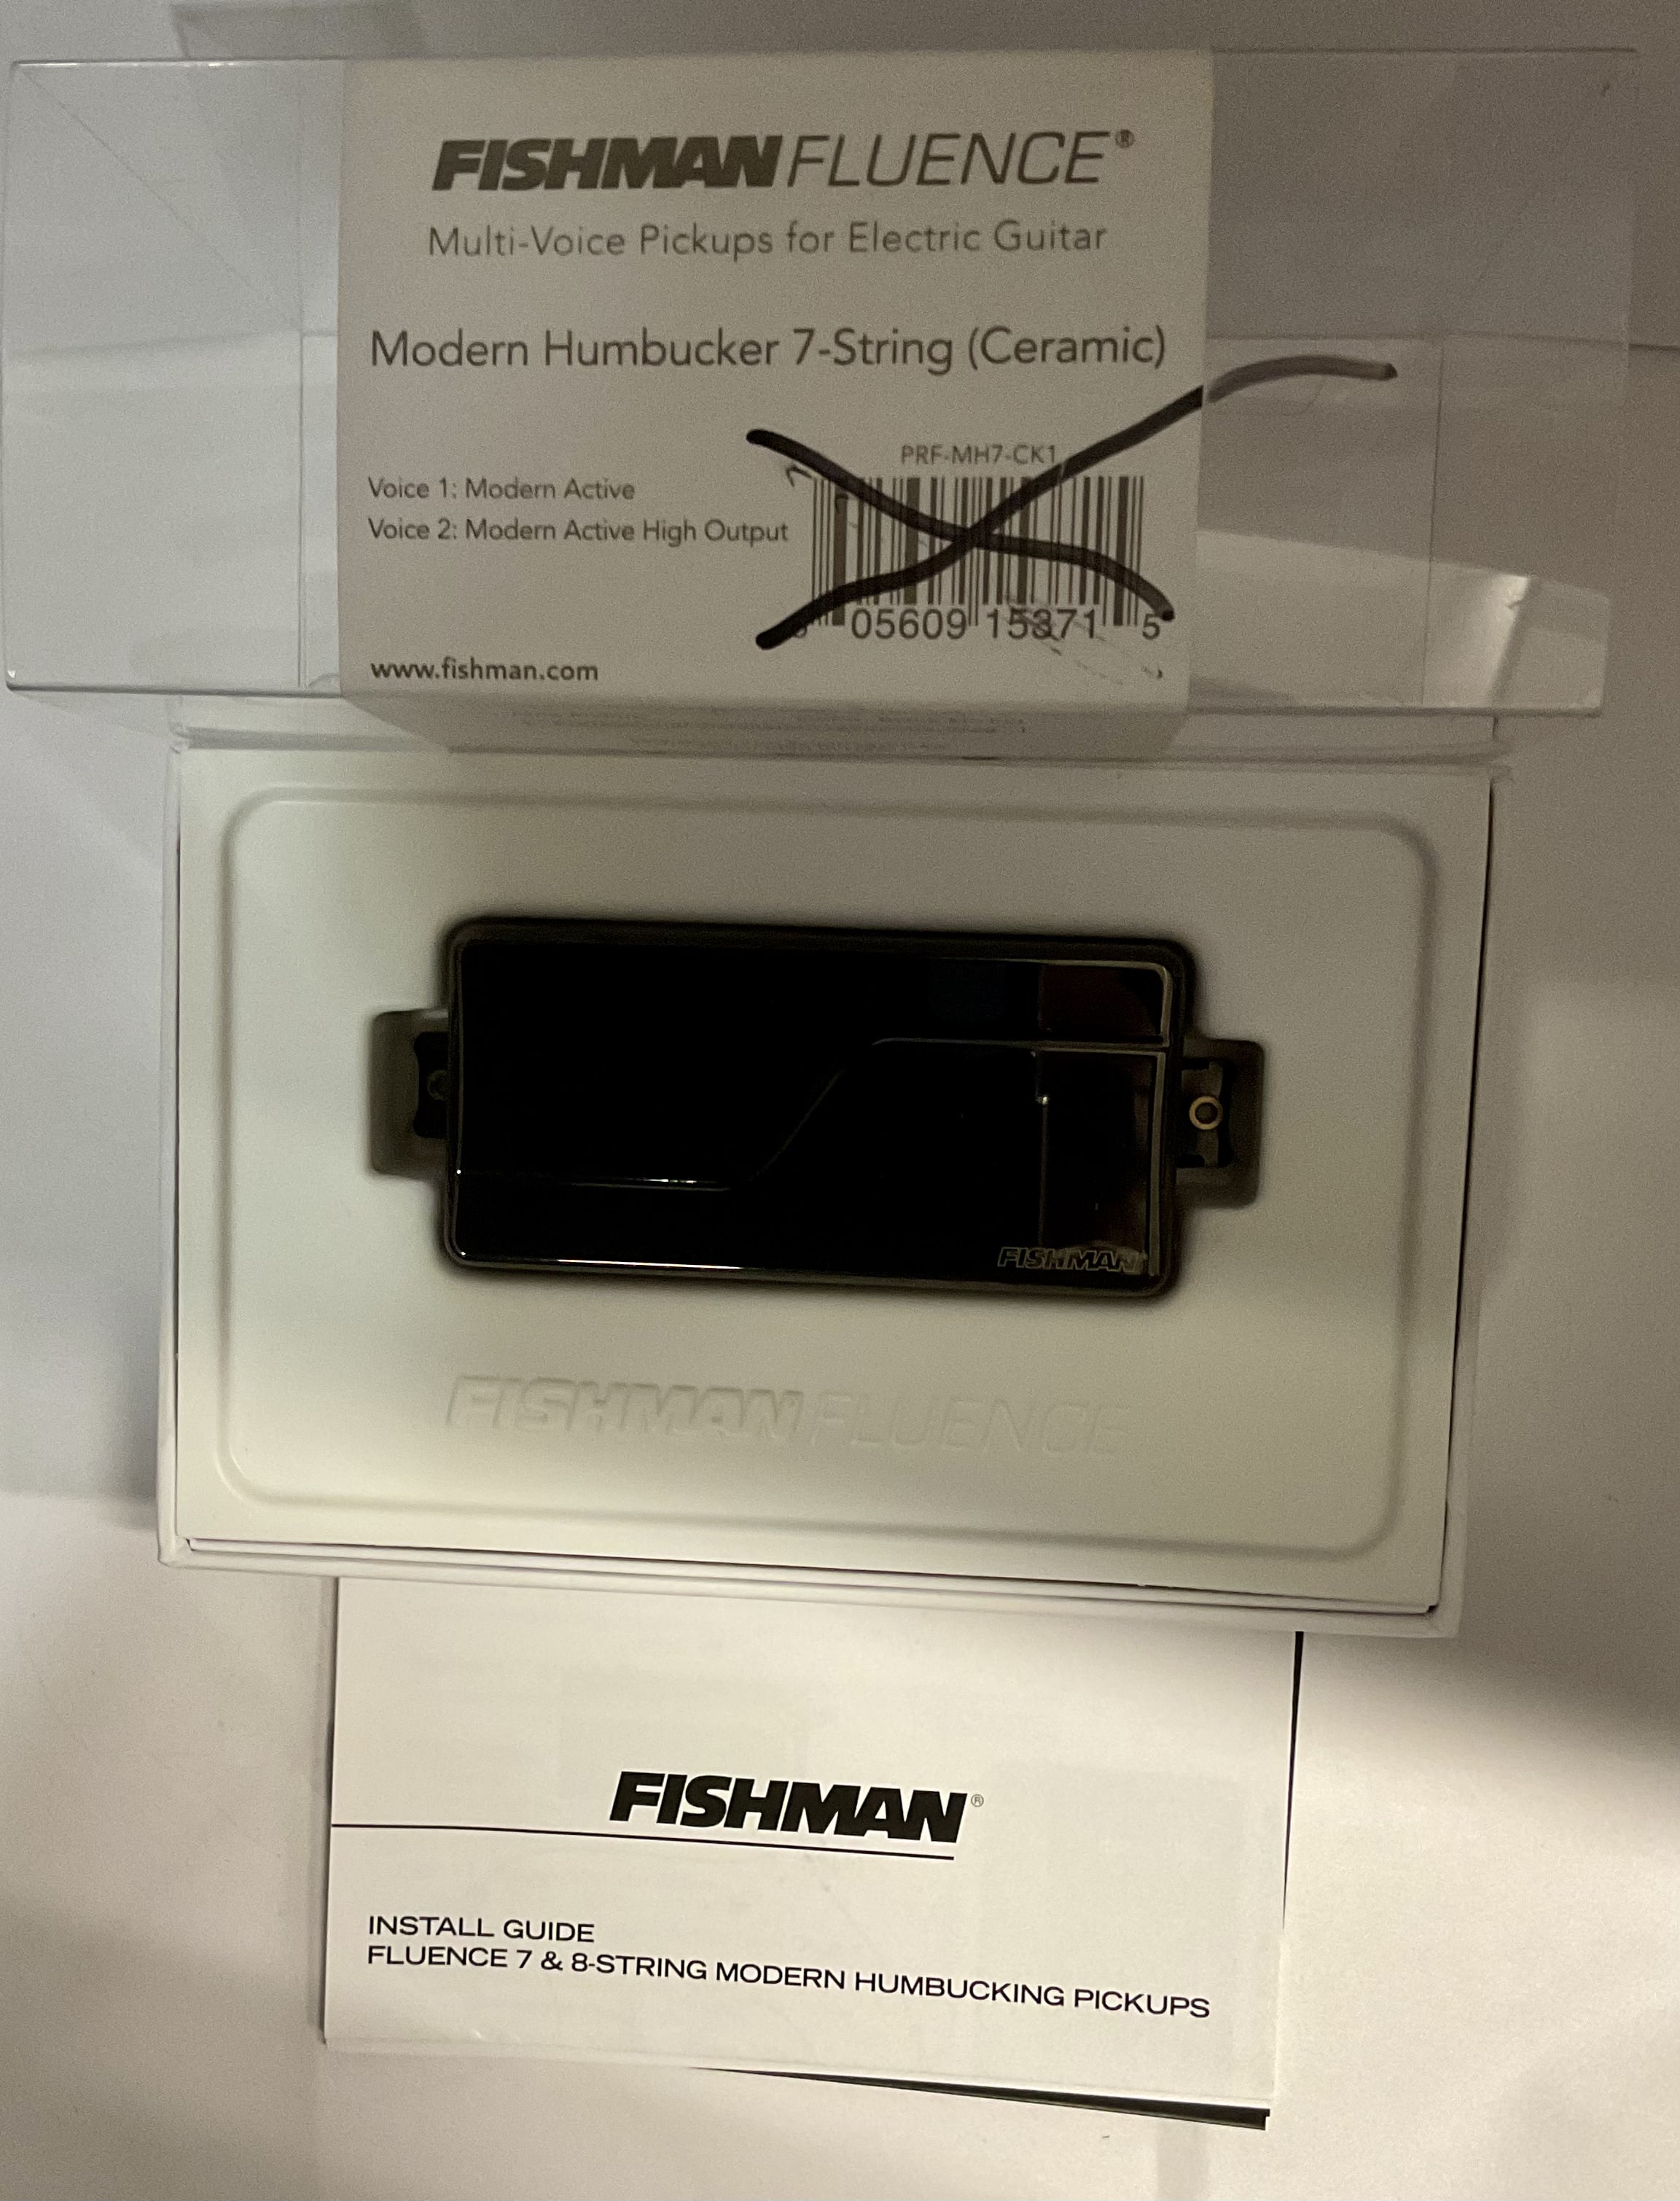 FISHMAN FLUENCE®
Multi-Voice Pickups for Electric Guitar
Modern Humbucker 7-String (Ceramic)
PRF-MH7-CK1
Voice 1: Modern Active
Voice 2: Modern Active High Output
05609 15371 5
www.fishman.com
FISHMAN
FISHMAN FLUENCE
FISHMAN®
INSTALL GUIDE
FLUENCE 7 & 8-STRING MODERN HUMBUCKING PICKUPS